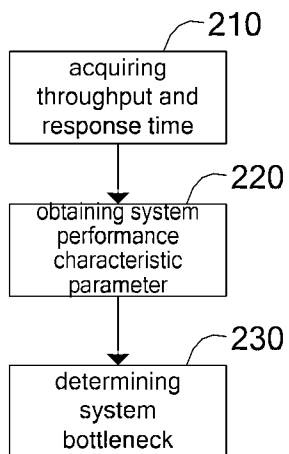 210
acquiring
throughput and
response time
220
obtaining system
performance
characteristic
parameter
230
determining
system
bottleneck